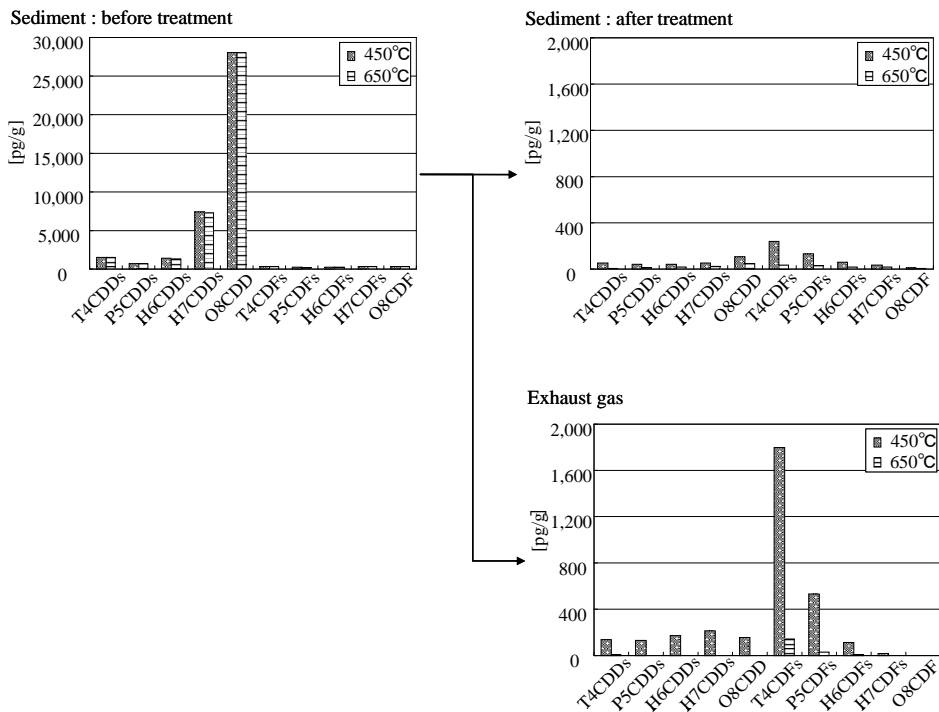 Sediment : before treatment
[pg/g]
30,000
25,000
20,000
15,000
10,000
5,000
0
450℃
650℃
T4CDDs
P5CDDs
H6CDDs
H7CDDs
O8CDD
T4CDFs
P5CDFs
H6CDFs
H7CDFs
O8CDF
Sediment : after treatment
[pg/g]
2,000
1,600
1,200
800
400
0
450℃
650℃
T4CDDs
P5CDDs
H6CDDs
H7CDDs
O8CDD
T4CDFs
P5CDFs
H6CDFs
H7CDFs
O8CDF
Exhaust gas
[pg/g]
2,000
1,600
1,200
800
400
0
450℃
650℃
T4CDDs
P5CDDs
H6CDDs
H7CDDs
O8CDD
T4CDFs
P5CDFs
H6CDFs
H7CDFs
O8CDF